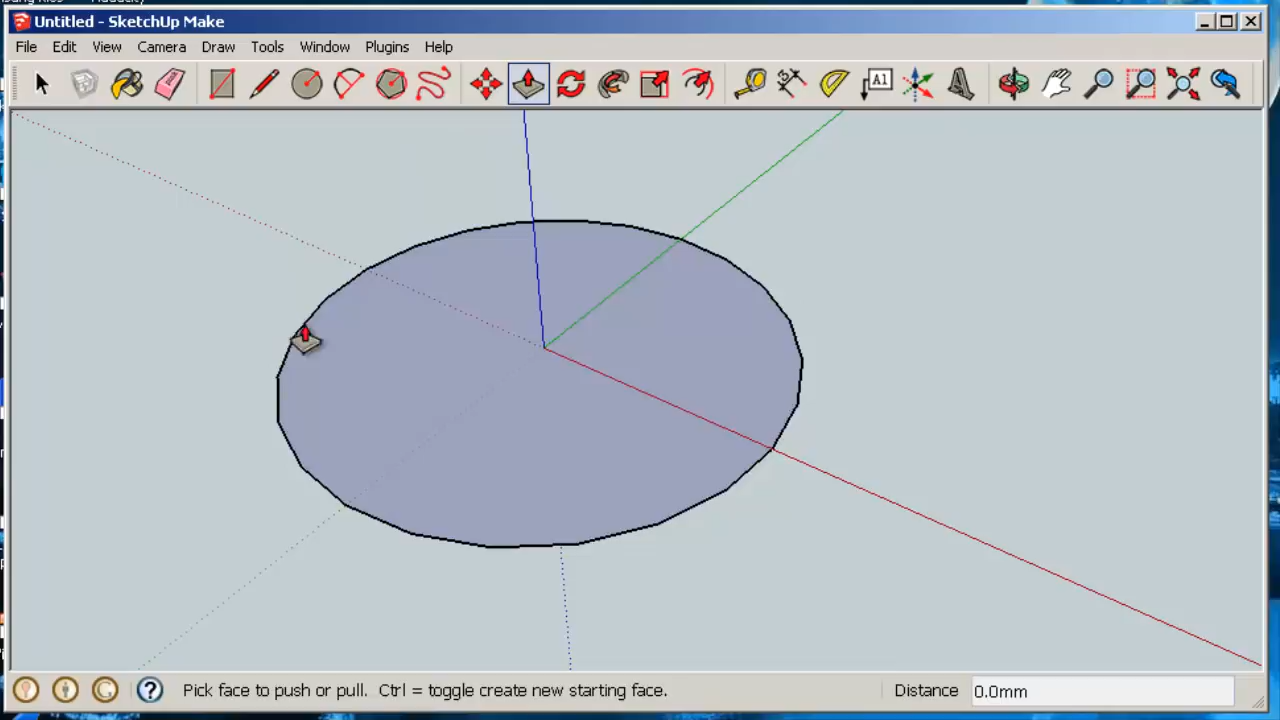 Untitled - SketchUp Make
File Edit View Camera Draw Tools Window Plugins Help
A1
Pick face to push or pull. Ctrl = toggle create new starting face. Distance 0.0mm